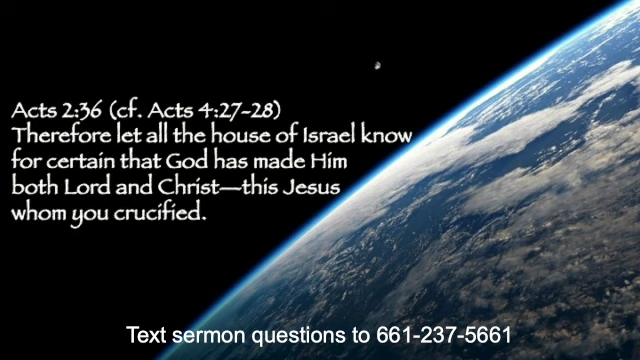 Acts 2:36 (cf. Acts 4:27-28)
Therefore let all the house of Israel know
for certain that God has made Him
both Lord and Christ—this Jesus
whom you crucified.
Text sermon questions to 661-237-5661